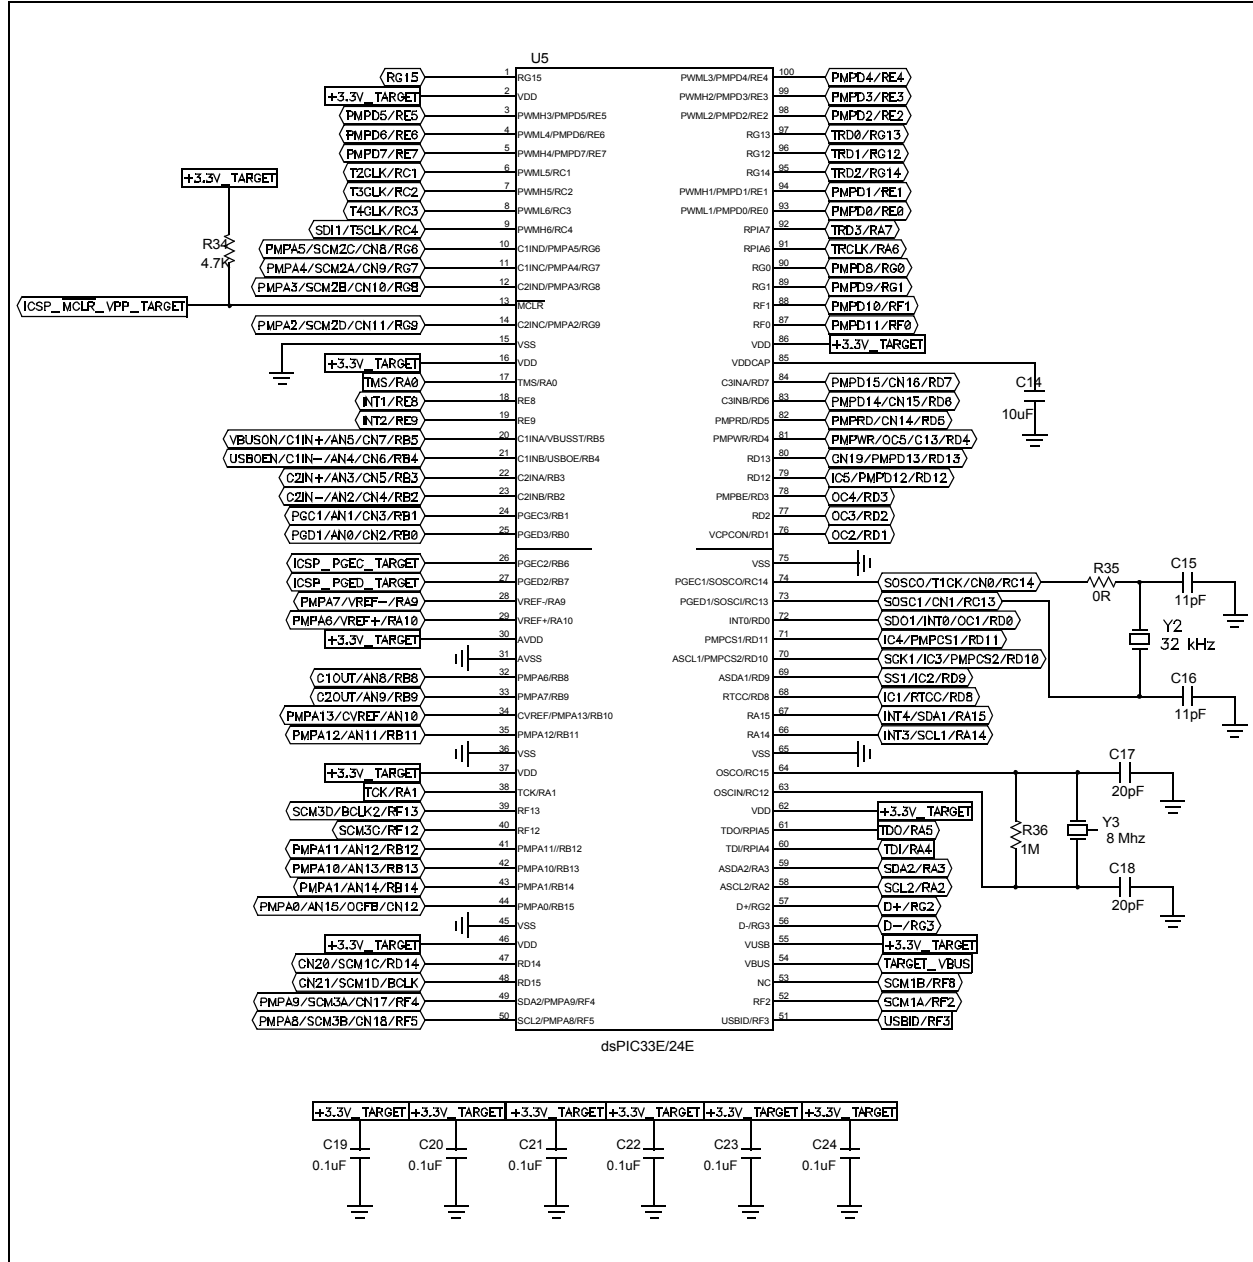 U5
RG15 1 RG15 PWML3/PMPD4/RE4 100 PMPD4/RE4
+3.3V_TARGET 2 VDD PWMH2/PMPD3/RE3 99 PMPD3/RE3
PMPD5/RE5 3 PWMH3/PMPD5/RE5 PWML2/PMPD2/RE2 98 PMPD2/RE2
PMPD6/RE6 4 PWML4/PMPD6/RE6 RG13 97 TRD0/RG13
PMPD7/RE7 5 PWMH4/PMPD7/RE7 RG12 96 TRD1/RG12
T2CLK/RC1 6 PWML5/RC1 RG14 95 TRD2/RG14
+3.3V_TARGET
T3CLK/RC2 7 PWMH5/RC2 PWMH1/PMPD1/RE1 94 PMPD1/RE1
T4CLK/RC3 8 PWML6/RC3 PWML1/PMPD0/RE0 93 PMPD0/RE0
SDI1/T5CLK/RC4 9 PWMH6/RC4 RPIA7 92 TRD3/RA7
R34
4.7K
PMPA5/SCM2C/CN8/RG6 10 C1IND/PMPA5/RG6 RPIA6 91 TRCLK/RA6
PMPA4/SCM2A/CN9/RG7 11 C1INC/PMPA4/RG7 RG0 90 PMPD8/RG0
PMPA3/SCM2B/CN10/RG8 12 C2IND/PMPA3/RG8 RG1 89 PMPD9/RG1
ICSP_MCLR_VPP_TARGET 13 MCLR RF1 88 PMPD10/RF1
PMPA2/SCM2D/CN11/RG9 14 C2INC/PMPA2/RG9 RF0 87 PMPD11/RF0
15 VSS VDD 86 +3.3V_TARGET
+3.3V_TARGET 16 VDD VDDCAP 85
TMS/RA0 17 TMS/RA0 C3INA/RD7 84 PMPD15/CN16/RD7
C14
10uF
INT1/RE8 18 RE8 C3INB/RD6 83 PMPD14/CN15/RD6
INT2/RE9 19 RE9 PMPRD/RD5 82 PMPRD/CN14/RD5
VBUSON/C1IN+/AN5/CN7/RB5 20 C1INA/VBUSST/RB5 PMPWR/RD4 81 PMPWR/OC5/C13/RD4
USBOEN/C1IN-/AN4/CN6/RB4 21 C1INB/USBOE/RB4 RD13 80 CN19/PMPD13/RD13
C2IN+/AN3/CN5/RB3 22 C2INA/RB3 RD12 79 IC5/PMPD12/RD12
C2IN-/AN2/CN4/RB2 23 C2INB/RB2 PMPBE/RD3 78 OC4/RD3
PGC1/AN1/CN3/RB1 24 PGEC3/RB1 RD2 77 OC3/RD2
PGD1/AN0/CN2/RB0 25 PGED3/RB0 VCPCON/RD1 76 OC2/RD1
ICSP_PGEC_TARGET 26 PGEC2/RB6 VSS 75
ICSP_PGED_TARGET 27 PGED2/RB7 PGEC1/SOSCO/RC14 74 SOSCO/T1CK/CN0/RC14
R35
0R
C15
11pF
PMPA7/VREF-/RA9 28 VREF-/RA9 PGED1/SOSCI/RC13 73 SOSC1/CN1/RC13
PMPA6/VREF+/RA10 29 VREF+/RA10 INT0/RD0 72 SDO1/INT0/OC1/RD0
Y2
32 kHz
+3.3V_TARGET 30 AVDD PMPCS1/RD11 71 IC4/PMPCS1/RD11
31 AVSS ASCL1/PMPCS2/RD10 70 SCK1/IC3/PMPCS2/RD10
C1OUT/AN8/RB8 32 PMPA6/RB8 ASDA1/RD9 69 SS1/IC2/RD9
C2OUT/AN9/RB9 33 PMPA7/RB9 RTCC/RD8 68 IC1/RTCC/RD8
C16
11pF
PMPA13/CVREF/AN10 34 CVREF/PMPA13/RB10 RA15 67 INT4/SDA1/RA15
PMPA12/AN11/RB11 35 PMPA12/RB11 RA14 66 INT3/SCL1/RA14
36 VSS VSS 65
+3.3V_TARGET 37 VDD OSCO/RC15 64
C17
20pF
TCK/RA1 38 TCK/RA1 OSCIN/RC12 63
SCM3D/BCLK2/RF13 39 RF13 VDD 62 +3.3V_TARGET
SCM3C/RF12 40 RF12 TDO/RPIA5 61 TDO/RA5
R36
1M
Y3
8 Mhz
PMPA11/AN12/RB12 41 PMPA11//RB12 TDI/RPIA4 60 TDI/RA4
PMPA10/AN13/RB13 42 PMPA10/RB13 ASDA2/RA3 59 SDA2/RA3
PMPA1/AN14/RB14 43 PMPA1/RB14 ASCL2/RA2 58 SCL2/RA2
C18
20pF
PMPA0/AN15/OCFB/CN12 44 PMPA0/RB15 D+/RG2 57 D+/RG2
45 VSS D-/RG3 56 D-/RG3
+3.3V_TARGET 46 VDD VUSB 55 +3.3V_TARGET
CN20/SCM1C/RD14 47 RD14 VBUS 54 TARGET_VBUS
CN21/SCM1D/BCLK 48 RD15 NC 53 SCM1B/RF8
PMPA9/SCM3A/CN17/RF4 49 SDA2/PMPA9/RF4 RF2 52 SCM1A/RF2
PMPA8/SCM3B/CN18/RF5 50 SCL2/PMPA8/RF5 USBID/RF3 51 USBID/RF3
dsPIC33E/24E
+3.3V_TARGET +3.3V_TARGET +3.3V_TARGET +3.3V_TARGET +3.3V_TARGET +3.3V_TARGET
C19 C20 C21 C22 C23 C24
0.1uF 0.1uF 0.1uF 0.1uF 0.1uF 0.1uF